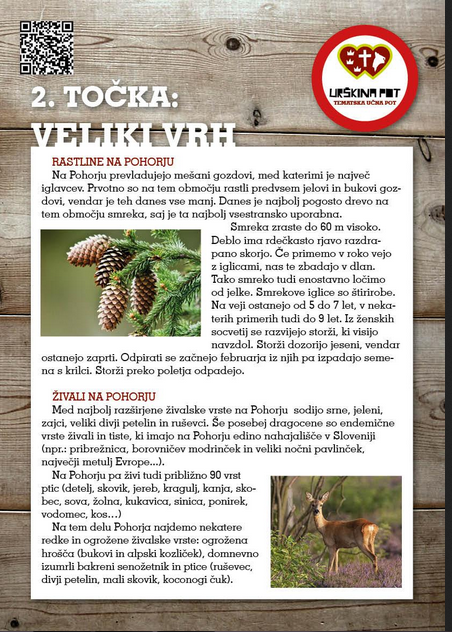 URŠKINA POT
TEMATSKA UČNA POT
2. TOČKA:
VELIKI VRH
RASTLINE NA POHORJU
Na Pohorju prevladujejo mešani gozdovi, med katerimi je največ
iglavcev. Prvotno so na tem območju rastli predvsem jelovi in bukovi goz-
dovi, vendar je teh danes vse manj. Danes je najbolj pogosto drevo na
tem območju smreka, saj je ta najbolj vsestransko uporabna.
Smreka zraste do 60 m visoko.
Deblo ima rdečkasto rjavo razdra-
pano skorjo. Če primemo v roko vejo
z iglicami, nas te zbadajo v dlan.
Tako smreko tudi enostavno ločimo
od jelke. Smrekove iglice so štirirobe.
Na veji ostanejo od 5 do 7 let, v neka-
terih primerih tudi do 9 let. Iz ženskih
socvetij se razvijejo storži, ki visijo
navzdol. Storži dozorijo jeseni, vendar
ostanejo zaprti. Odpirati se začnejo februarja iz njih pa izpadajo seme-
na s krilci. Storži preko poletja odpadejo.
ŽIVALI NA POHORJU
Med najbolj razširjene živalske vrste na Pohorju sodijo srne, jeleni,
zajci, veliki divji petelin in ruševci. Še posebej dragocene so endemične
vrste živali in tiste, ki imajo na Pohorju edino nahajališče v Sloveniji
(npr.: pribrežnica, borovničev modrinček in veliki nočni pavlinček,
največji metulj Evrope...).
Na Pohorju pa živi tudi približno 90 vrst
ptic (detelj, skovik, jereb, kragulj, kanja, sko-
bec, sova, žolna, kukavica, sinica, ponirek,
vodomec, kos...)
Na tem delu Pohorja najdemo nekatere
redke in ogrožene živalske vrste: ogrožena
hrošča (bukovi in alpski kozliček), domnevno
izumrli bakreni senožetnik in ptice (ruševec,
divji petelin, mali skovik, koconogi čuk).